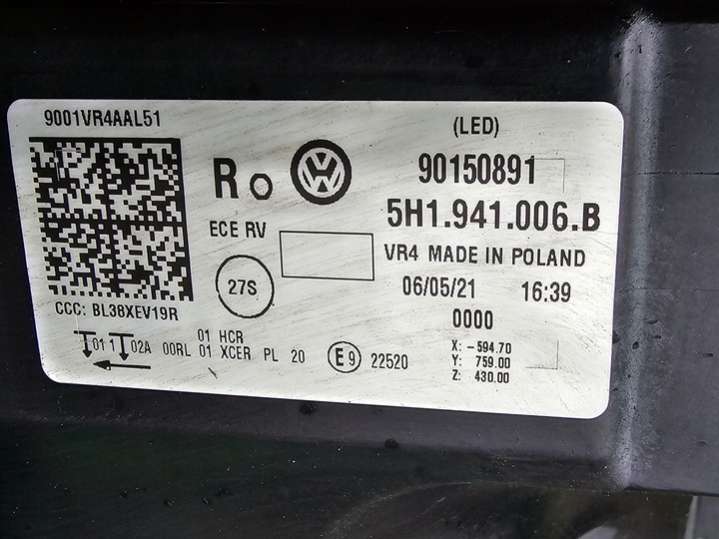 9001VR4AAL51
CCC: BL38XEV19R
R
ECE RV
27S
(LED)
90150891
5H1.941.006.B
VR4 MADE IN POLAND
06/05/21 16:39
0000
X: -594.70
Y: 759.00
Z: 430.00
01 HCR
01 1 02A 00RL 01 XCER PL 20 E9 22520